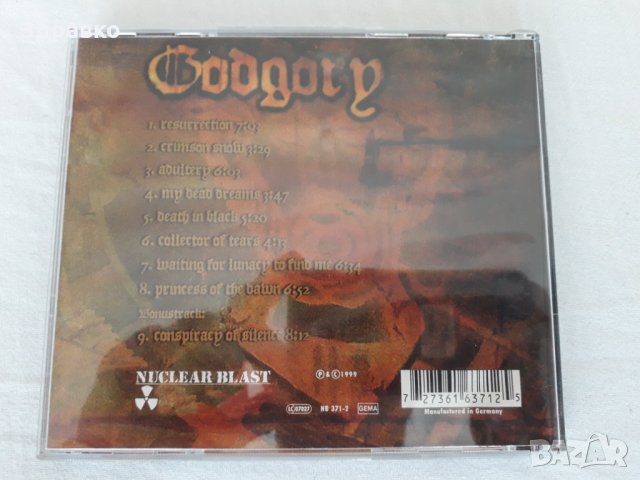 Здравко
Godgory
1. resurrection 7:03
2. crimson snow 3:29
3. adultery 6:03
4. my dead dreams 3:47
5. death in black 5:20
6. collector of tears 4:13
7. waiting for lunacy to find me 6:34
8. princess of the dawn 6:52
Bonustrack:
9. conspiracy of silence 8:12
NUCLEAR BLAST
℗ & © 1999
LC 07027 NB 371-2 GEMA
7 27361 63712 5
Manufactured in Germany
BAZAR